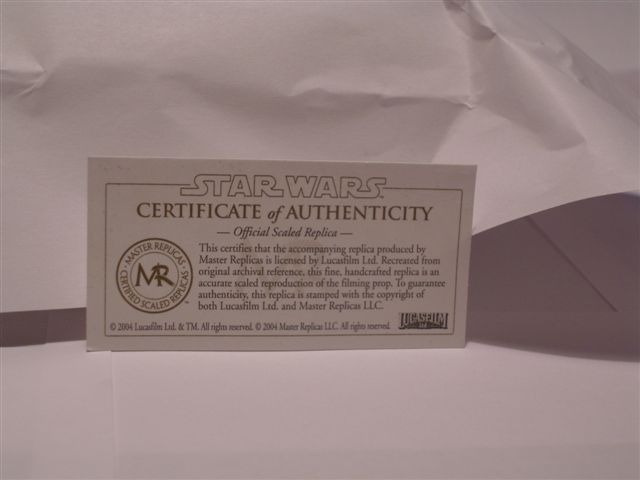 STAR WARS
CERTIFICATE of AUTHENTICITY
— Official Scaled Replica —
This certifies that the accompanying replica produced by
Master Replicas is licensed by Lucasfilm Ltd. Recreated from
original archival reference, this fine, handcrafted replica is an
accurate scaled reproduction of the filming prop. To guarantee
authenticity, this replica is stamped with the copyright of
both Lucasfilm Ltd. and Master Replicas LLC.
MASTER REPLICAS
MR
CERTIFIED SCALED REPLICAS
© 2004 Lucasfilm Ltd. & TM. All rights reserved. © 2004 Master Replicas LLC. All rights reserved.
LUCASFILM
Ltd